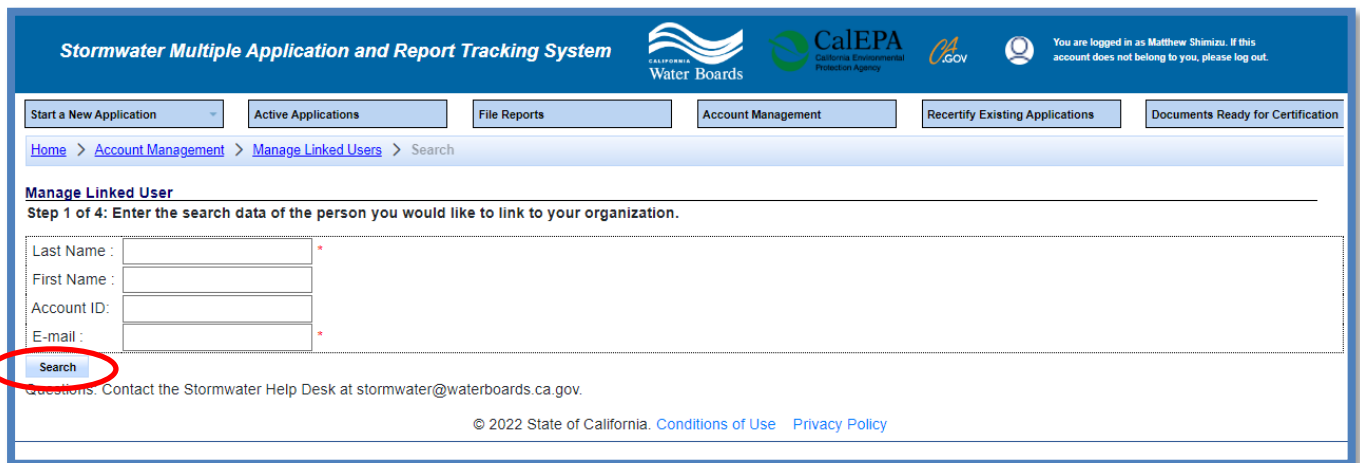 Stormwater Multiple Application and Report Tracking System
CALIFORNIA
Water Boards
CalEPA
California Environmental
Protection Agency
CA
.GOV
You are logged in as Matthew Shimizu. If this
account does not belong to you, please log out.
Start a New Application
Active Applications
File Reports
Account Management
Recertify Existing Applications
Documents Ready for Certification
Home > Account Management > Manage Linked Users > Search
Manage Linked User
Step 1 of 4: Enter the search data of the person you would like to link to your organization.
Last Name : *
First Name :
Account ID:
E-mail : *
Search
Questions: Contact the Stormwater Help Desk at stormwater@waterboards.ca.gov.
© 2022 State of California. Conditions of Use Privacy Policy